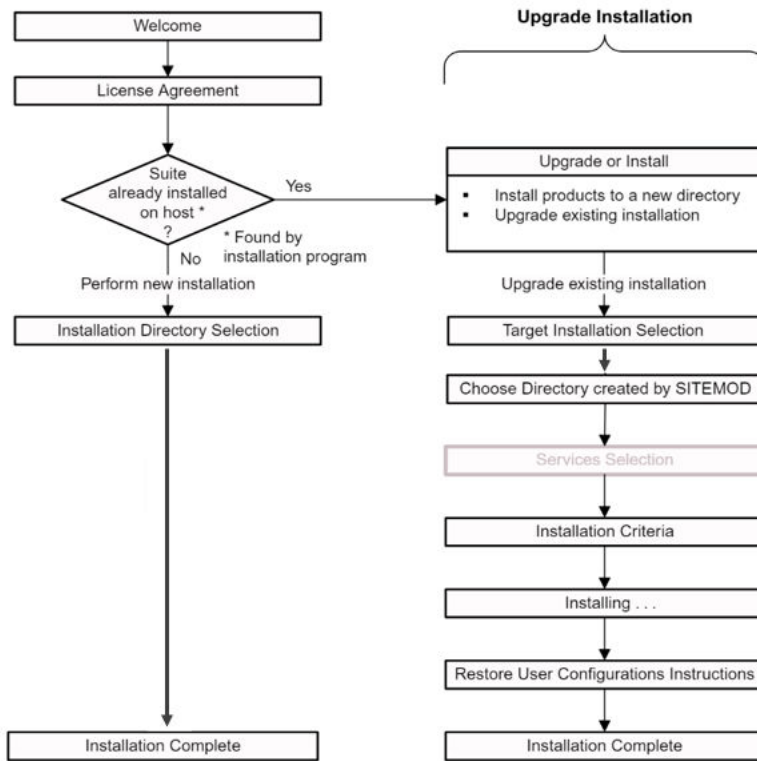 Welcome
License Agreement
Suite
already installed
on host *
?
Yes
No
* Found by
installation program
Perform new installation
Installation Directory Selection
Installation Complete
Upgrade Installation
Upgrade or Install
▪ Install products to a new directory
▪ Upgrade existing installation
Upgrade existing installation
Target Installation Selection
Choose Directory created by SITEMOD
Services Selection
Installation Criteria
Installing . . .
Restore User Configurations Instructions
Installation Complete